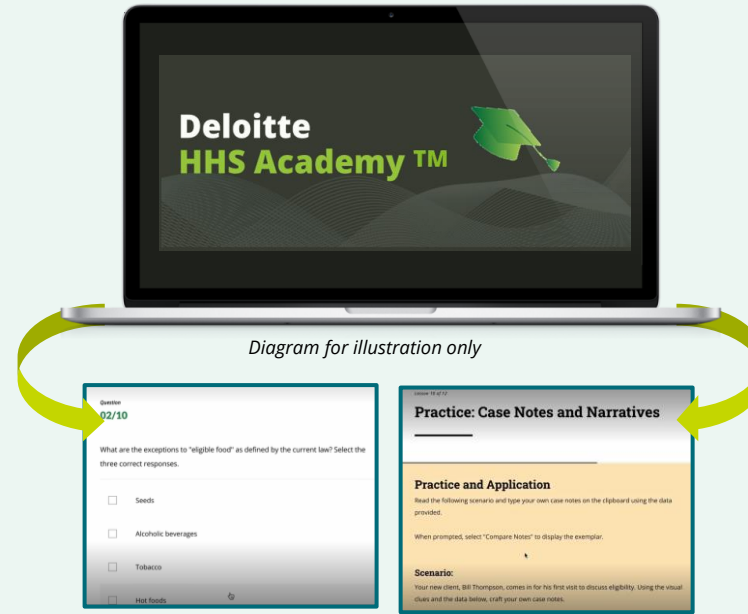 Deloitte
HHS Academy TM
Diagram for illustration only
Question
02/10
What are the exceptions to "eligible food" as defined by the current law? Select the
three correct responses.
Seeds
Alcoholic beverages
Tobacco
Hot foods
Lesson 10 of 12
Practice: Case Notes and Narratives
Practice and Application
Read the following scenario and type your own case notes on the clipboard using the data
provided.
When prompted, select "Compare Notes" to display the exemplar.
Scenario:
Your new client, Bill Thompson, comes in for his first visit to discuss eligibility. Using the visual
clues and the data below, craft your own case notes.